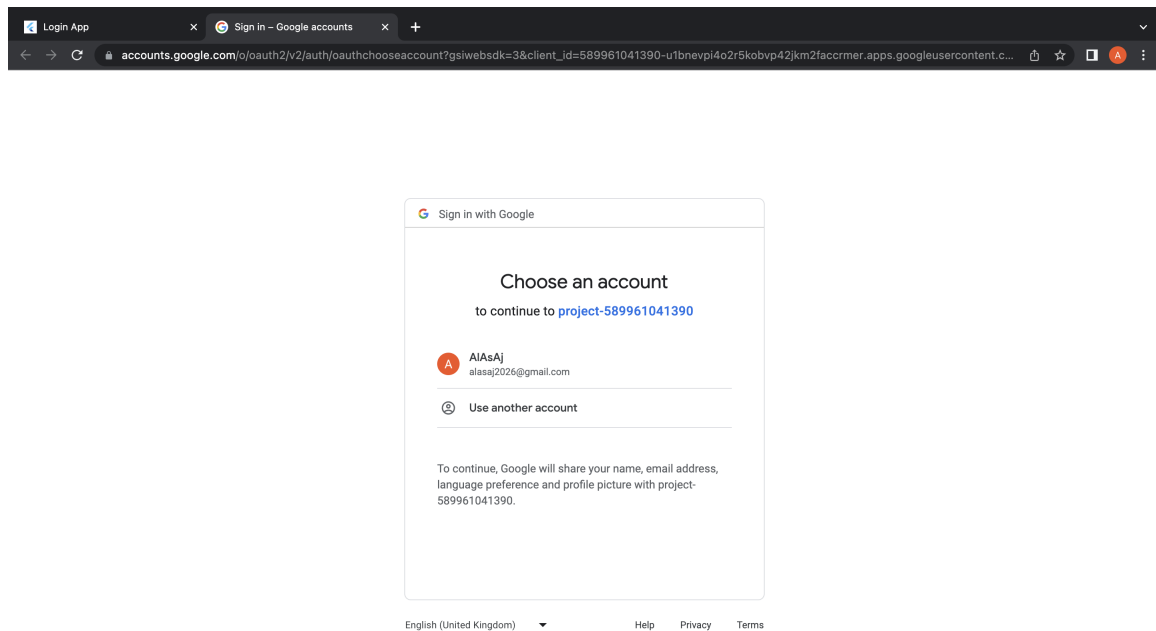 Login App
Sign in – Google accounts
accounts.google.com/o/oauth2/v2/auth/oauthchooseaccount?gsiwebsdk=3&client_id=589961041390-u1bnevpi4o2r5kobvp42jkm2faccrmer.apps.googleusercontent.c...
A
Sign in with Google
Choose an account
to continue to project-589961041390
A
AlAsAj
alasaj2026@gmail.com
Use another account
To continue, Google will share your name, email address,
language preference and profile picture with project-
589961041390.
English (United Kingdom)
Help
Privacy
Terms